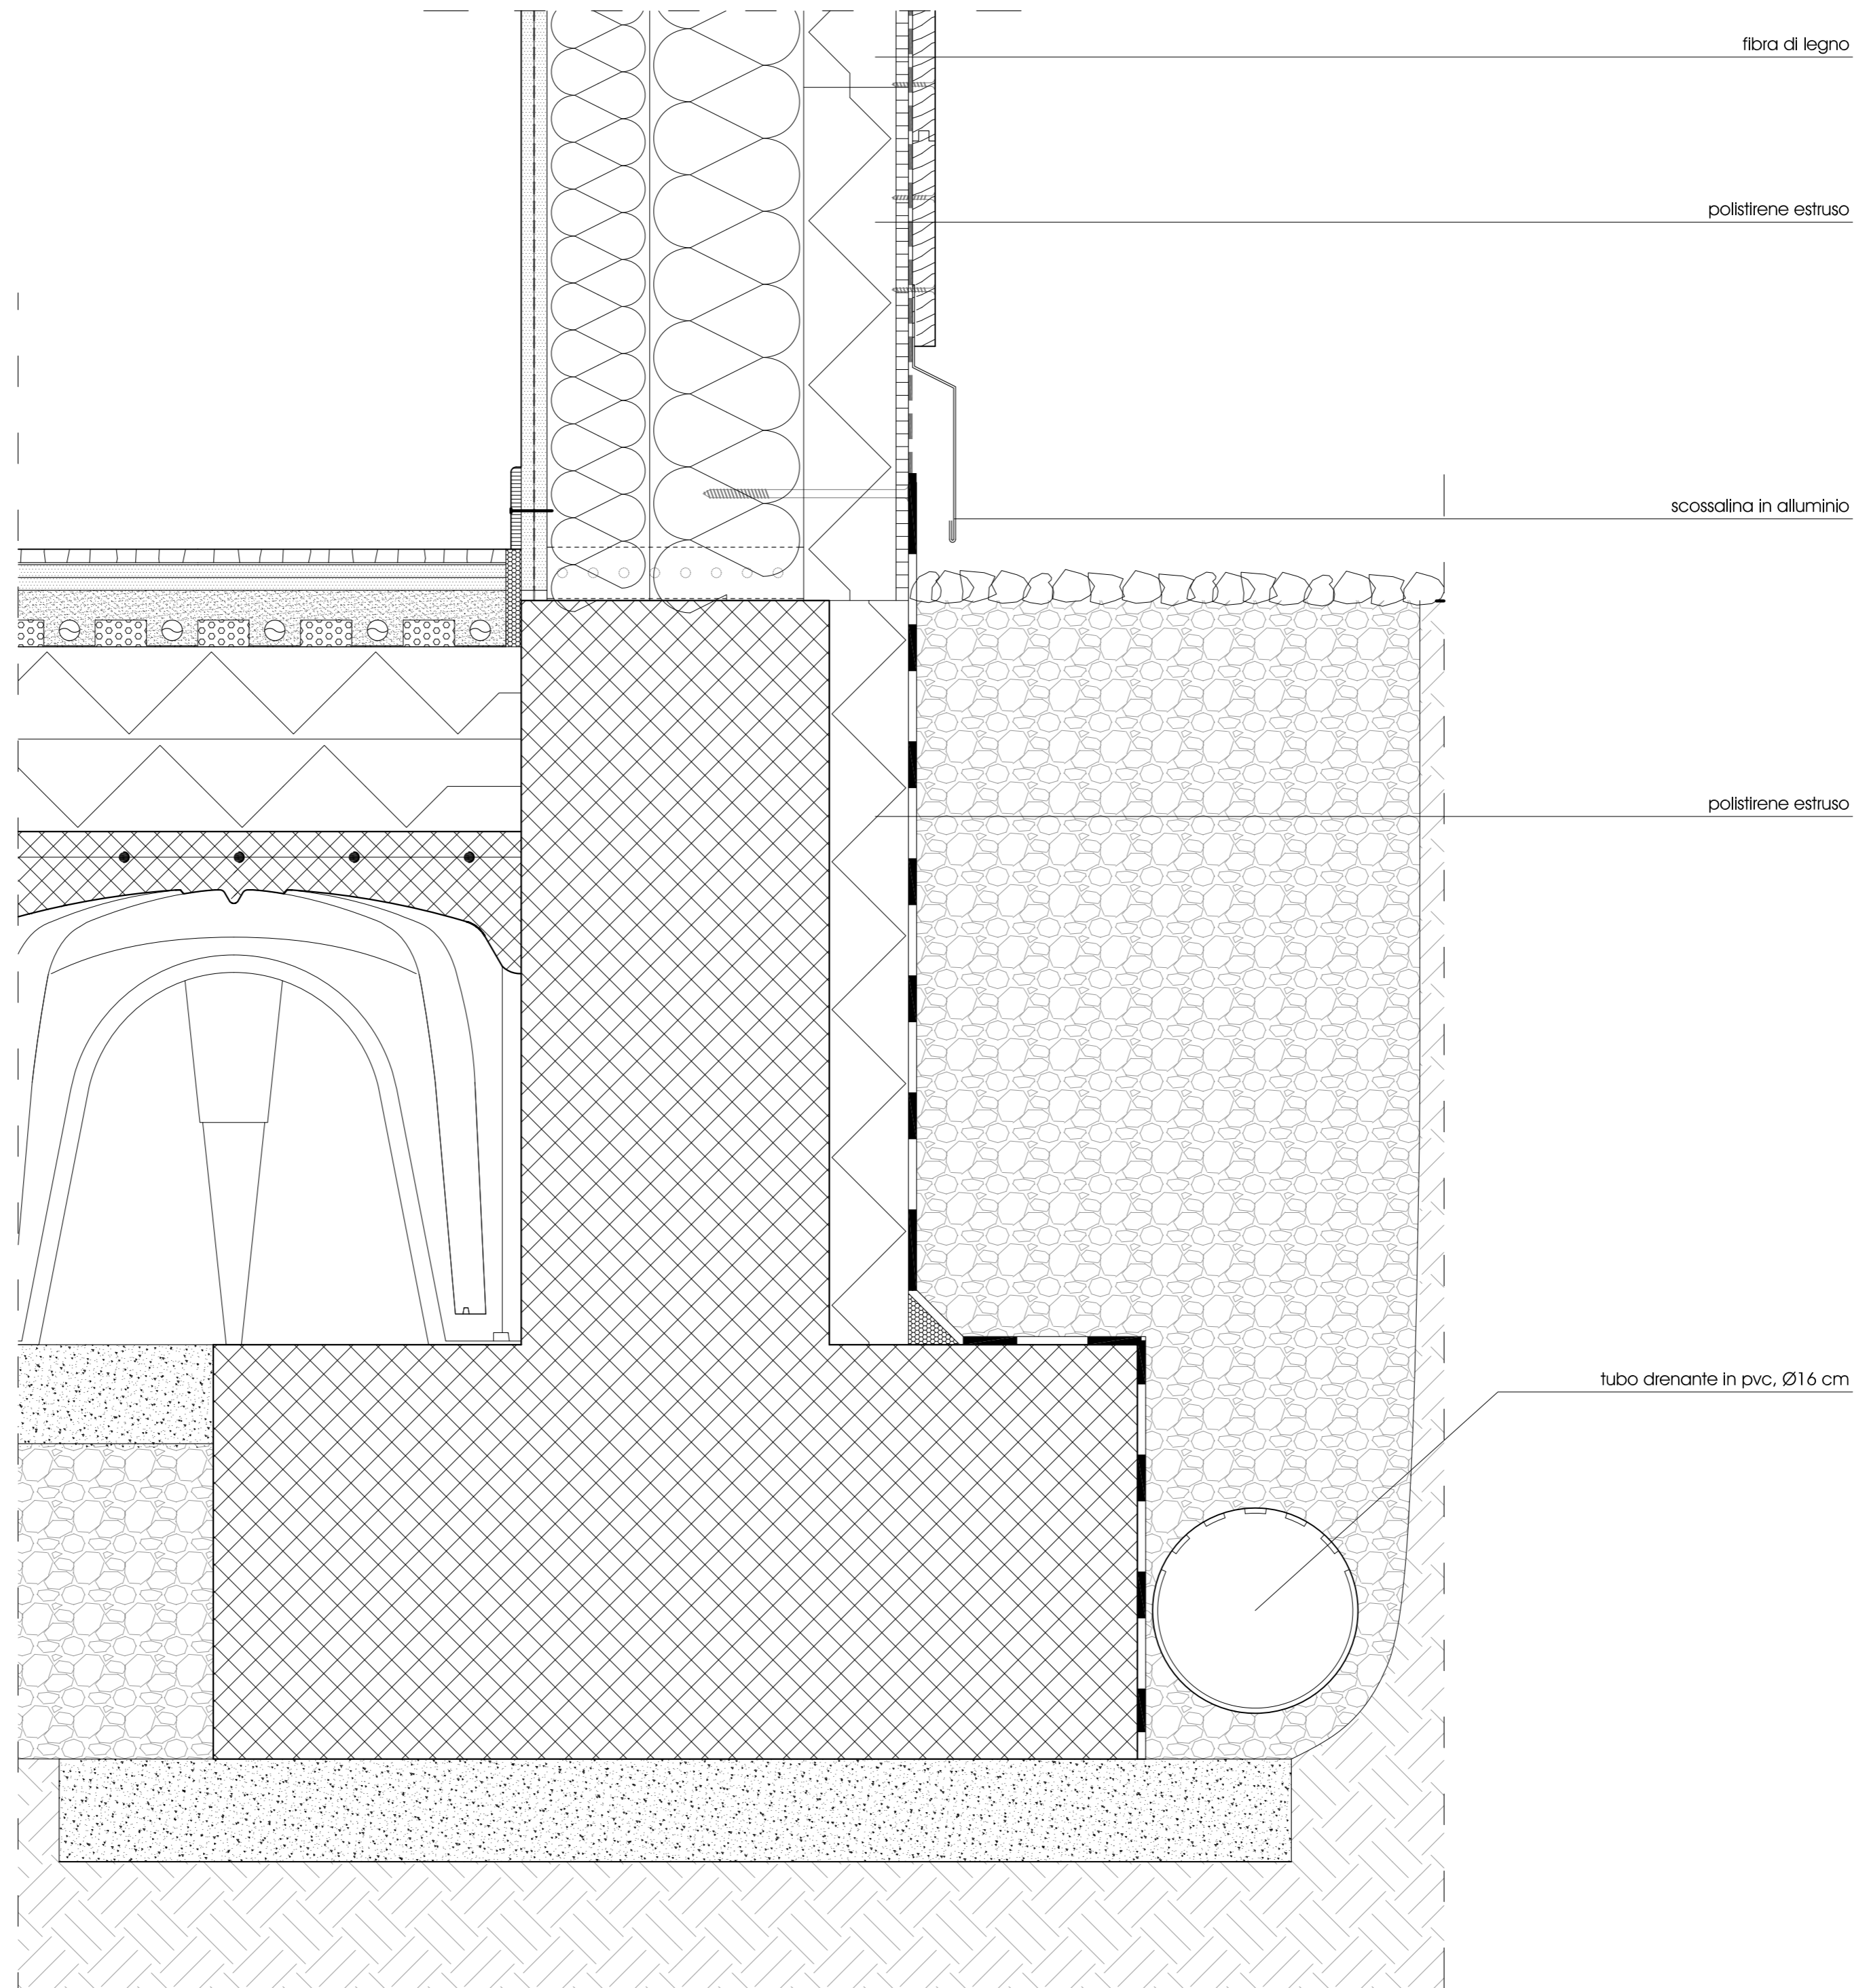 fibra di legno
polistirene estruso
scossalina in alluminio
polistirene estruso
tubo drenante in pvc, Ø16 cm